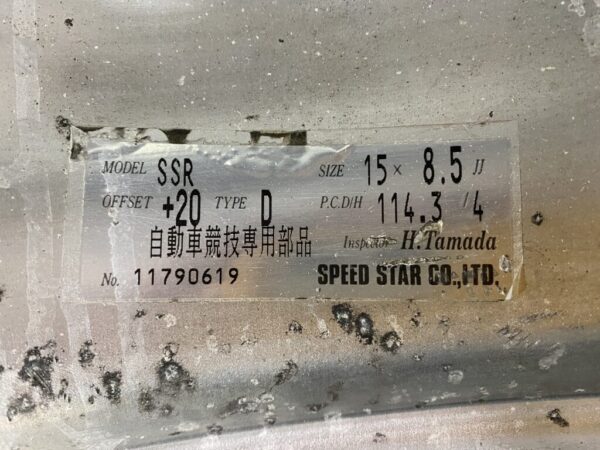 MODEL SSR SIZE 15 × 8.5 JJ
OFFSET +20 TYPE D P.C.D/H 114.3 / 4
自動車競技専用部品 Inspector H.Tamada
No. 11790619 SPEED STAR CO.,LTD.